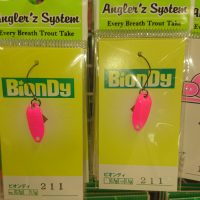 Angler'z System
Every Breath Trout Take
BionDy
ビオンディ
211
Angler'z System
Every Breath Trout Take
BionDy
ビオンディ
211